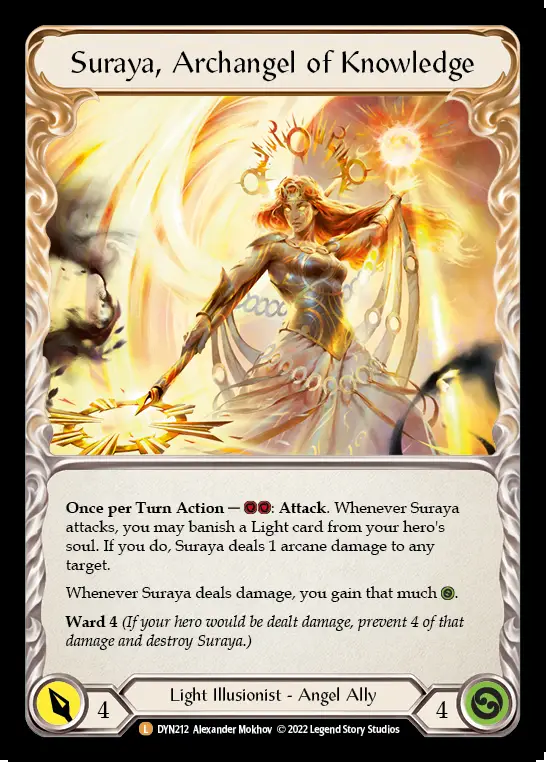 Suraya, Archangel of Knowledge
Once per Turn Action — : Attack. Whenever Suraya
attacks, you may banish a Light card from your hero's
soul. If you do, Suraya deals 1 arcane damage to any
target.
Whenever Suraya deals damage, you gain that much .
Ward 4 (If your hero would be dealt damage, prevent 4 of that
damage and destroy Suraya.)
4
Light Illusionist - Angel Ally
4
L DYN212 Alexander Mokhov © 2022 Legend Story Studios